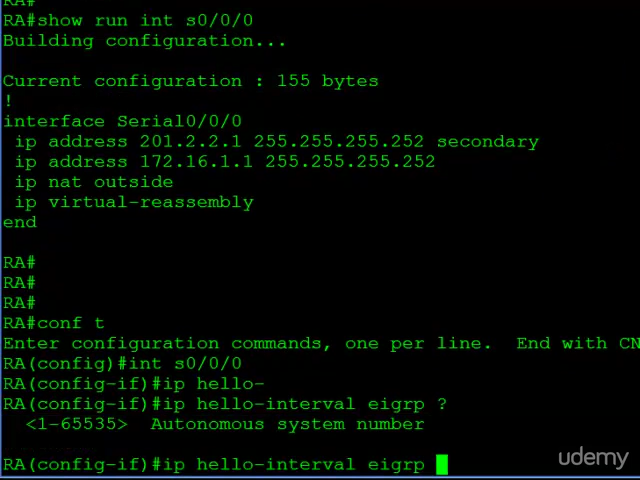 RA#
RA#show run int s0/0/0
Building configuration...
Current configuration : 155 bytes
!
interface Serial0/0/0
ip address 201.2.2.1 255.255.255.252 secondary
ip address 172.16.1.1 255.255.255.252
ip nat outside
ip virtual-reassembly
end
RA#
RA#
RA#
RA#conf t
Enter configuration commands, one per line.  End with CN
RA(config)#int s0/0/0
RA(config-if)#ip hello-
RA(config-if)#ip hello-interval eigrp ?
<1-65535>  Autonomous system number
RA(config-if)#ip hello-interval eigrp
udemy